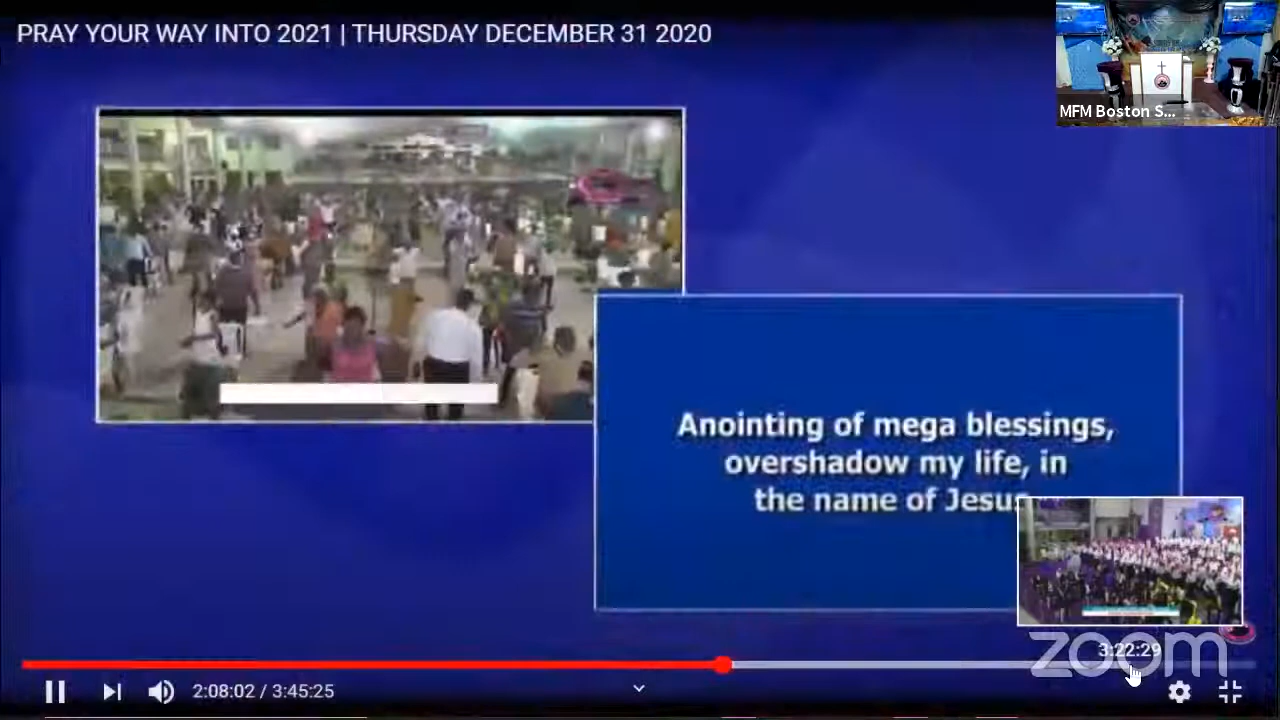 PRAY YOUR WAY INTO 2021 | THURSDAY DECEMBER 31 2020
MFM Boston S...
Anointing of mega blessings,
overshadow my life, in
the name of Jesus
zoom
3:22:29
2:08:02 / 3:45:25